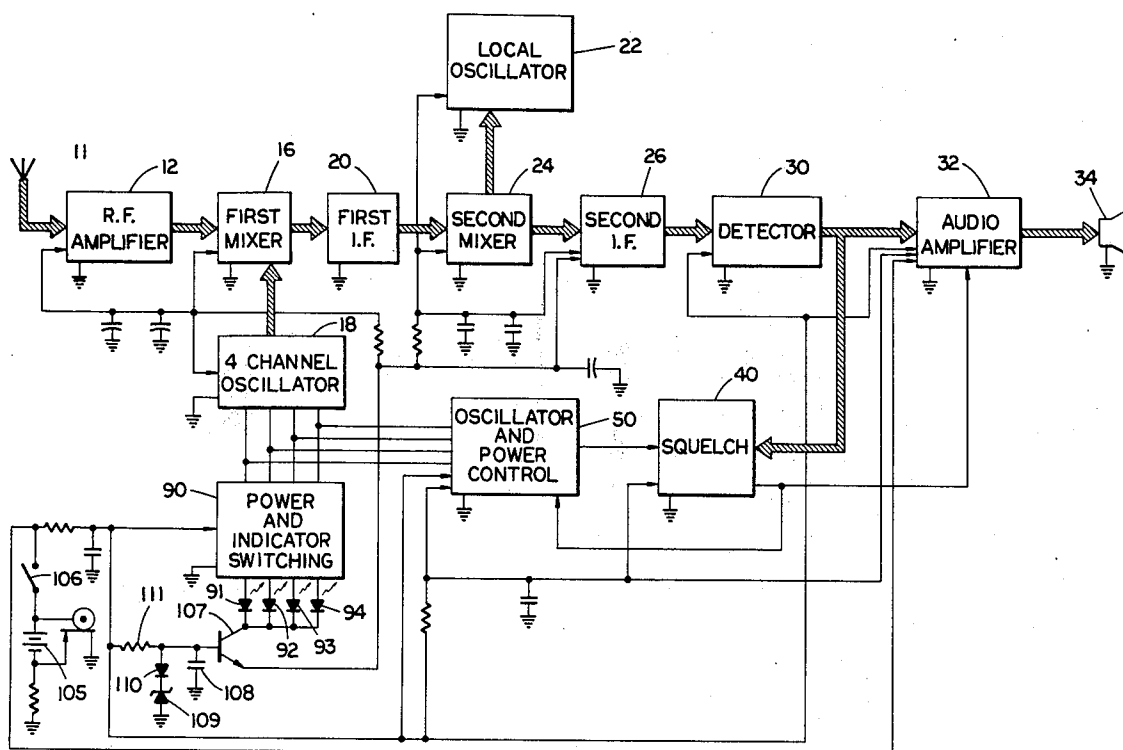 LOCAL
OSCILLATOR
22
11
12
16
20
24
26
30
32
34
R.F.
AMPLIFIER
FIRST
MIXER
FIRST
I.F.
SECOND
MIXER
SECOND
I.F.
DETECTOR
AUDIO
AMPLIFIER
18
4 CHANNEL
OSCILLATOR
OSCILLATOR
AND
POWER
CONTROL
50
40
SQUELCH
90
POWER
AND
INDICATOR
SWITCHING
106
91
92
93
94
111
107
105
110
108
109